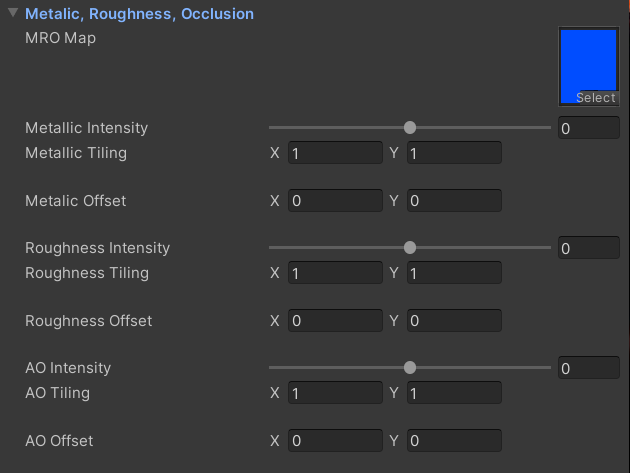 Metalic, Roughness, Occlusion
MRO Map
Select
Metallic Intensity 0
Metallic Tiling X 1 Y 1
Metalic Offset X 0 Y 0
Roughness Intensity 0
Roughness Tiling X 1 Y 1
Roughness Offset X 0 Y 0
AO Intensity 0
AO Tiling X 1 Y 1
AO Offset X 0 Y 0